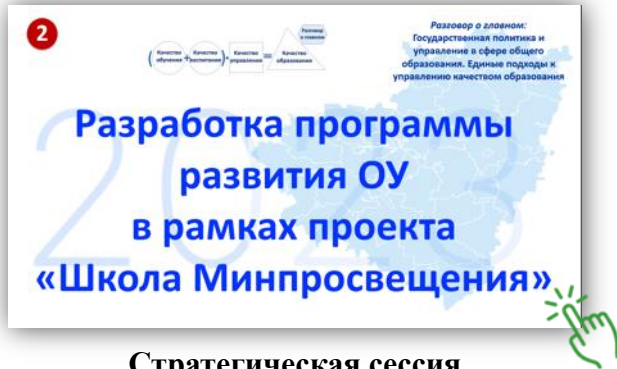 2
Разговор о главном
( Качество обучения + Качество воспитания ) · Качество управления = Качество образования
Разговор о главном:
Государственная политика и
управление в сфере общего
образования. Единые подходы к
управлению качеством образования
2023
Разработка программы
развития ОУ
в рамках проекта
«Школа Минпросвещения»
Стратегическая сессия